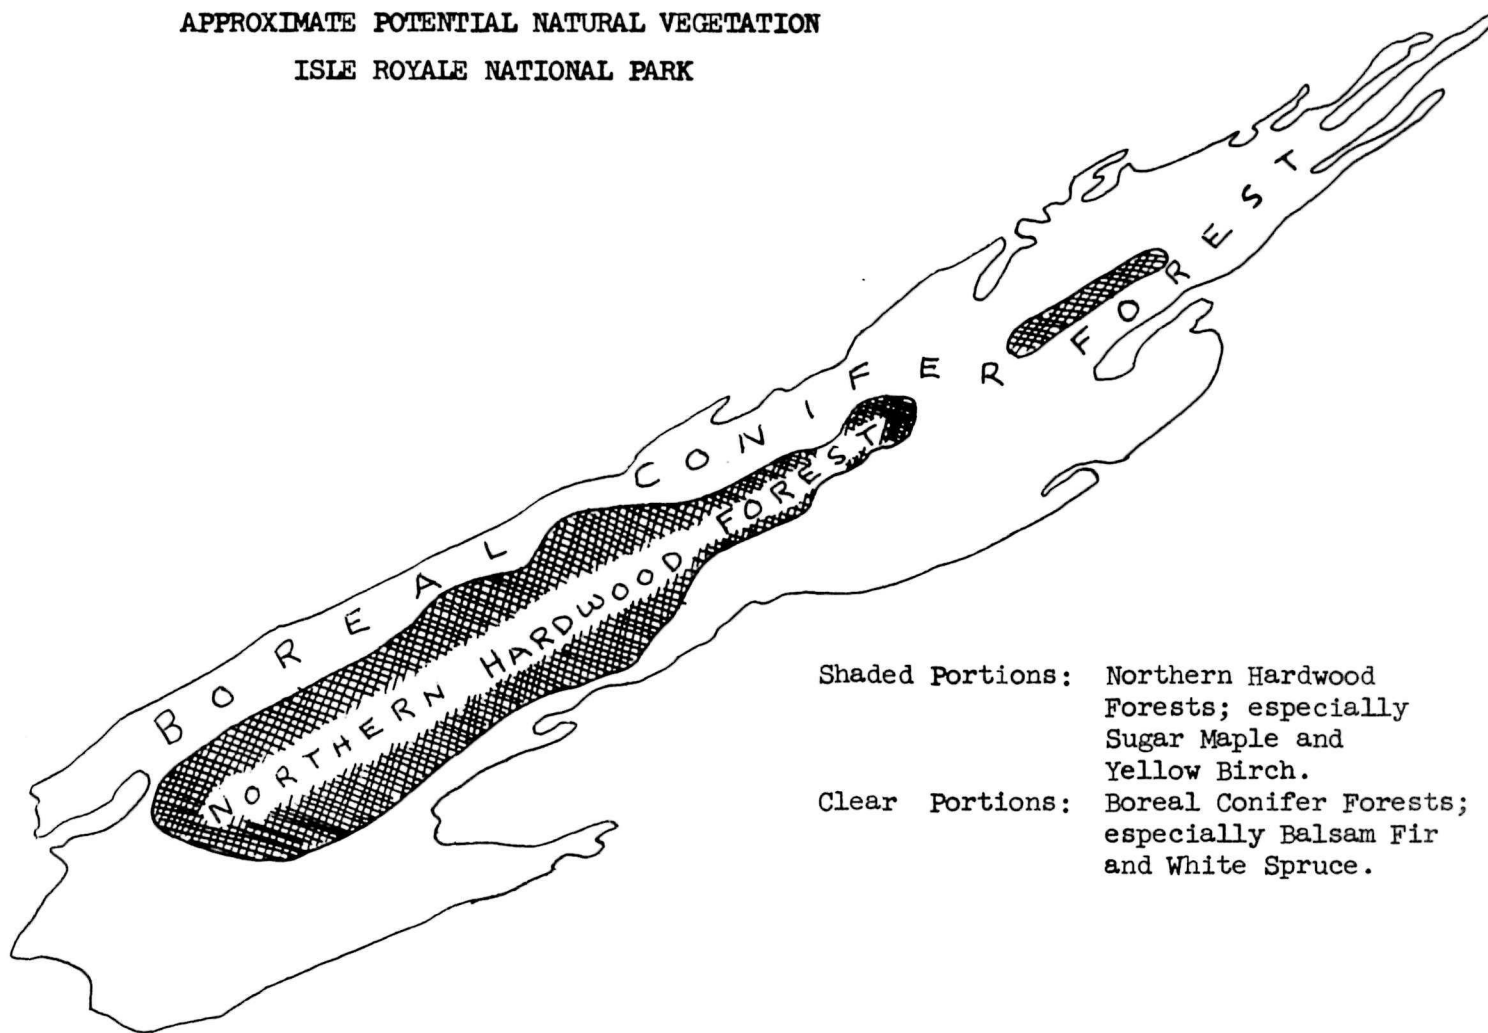 APPROXIMATE POTENTIAL NATURAL VEGETATION
ISLE ROYALE NATIONAL PARK
BOREAL CONIFER FOREST
NORTHERN HARDWOOD FOREST
Shaded Portions: Northern Hardwood
Forests; especially
Sugar Maple and
Yellow Birch.
Clear Portions: Boreal Conifer Forests;
especially Balsam Fir
and White Spruce.